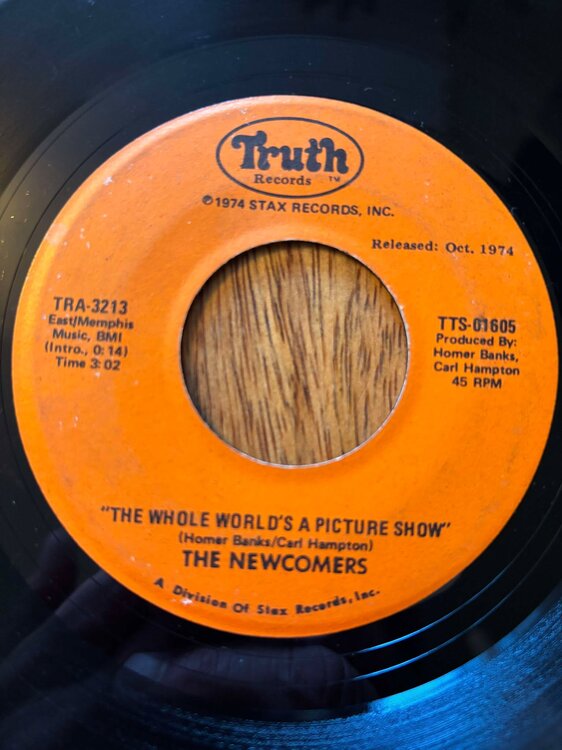 Truth
Records ™
℗1974 STAX RECORDS, INC.
Released: Oct. 1974
TRA-3213
East/Memphis
Music, BMI
(Intro., 0:14)
Time 3:02
TTS-01605
Produced By:
Homer Banks,
Carl Hampton
45 RPM
"THE WHOLE WORLD'S A PICTURE SHOW"
(Homer Banks/Carl Hampton)
THE NEWCOMERS
A Division Of Stax Records, Inc.